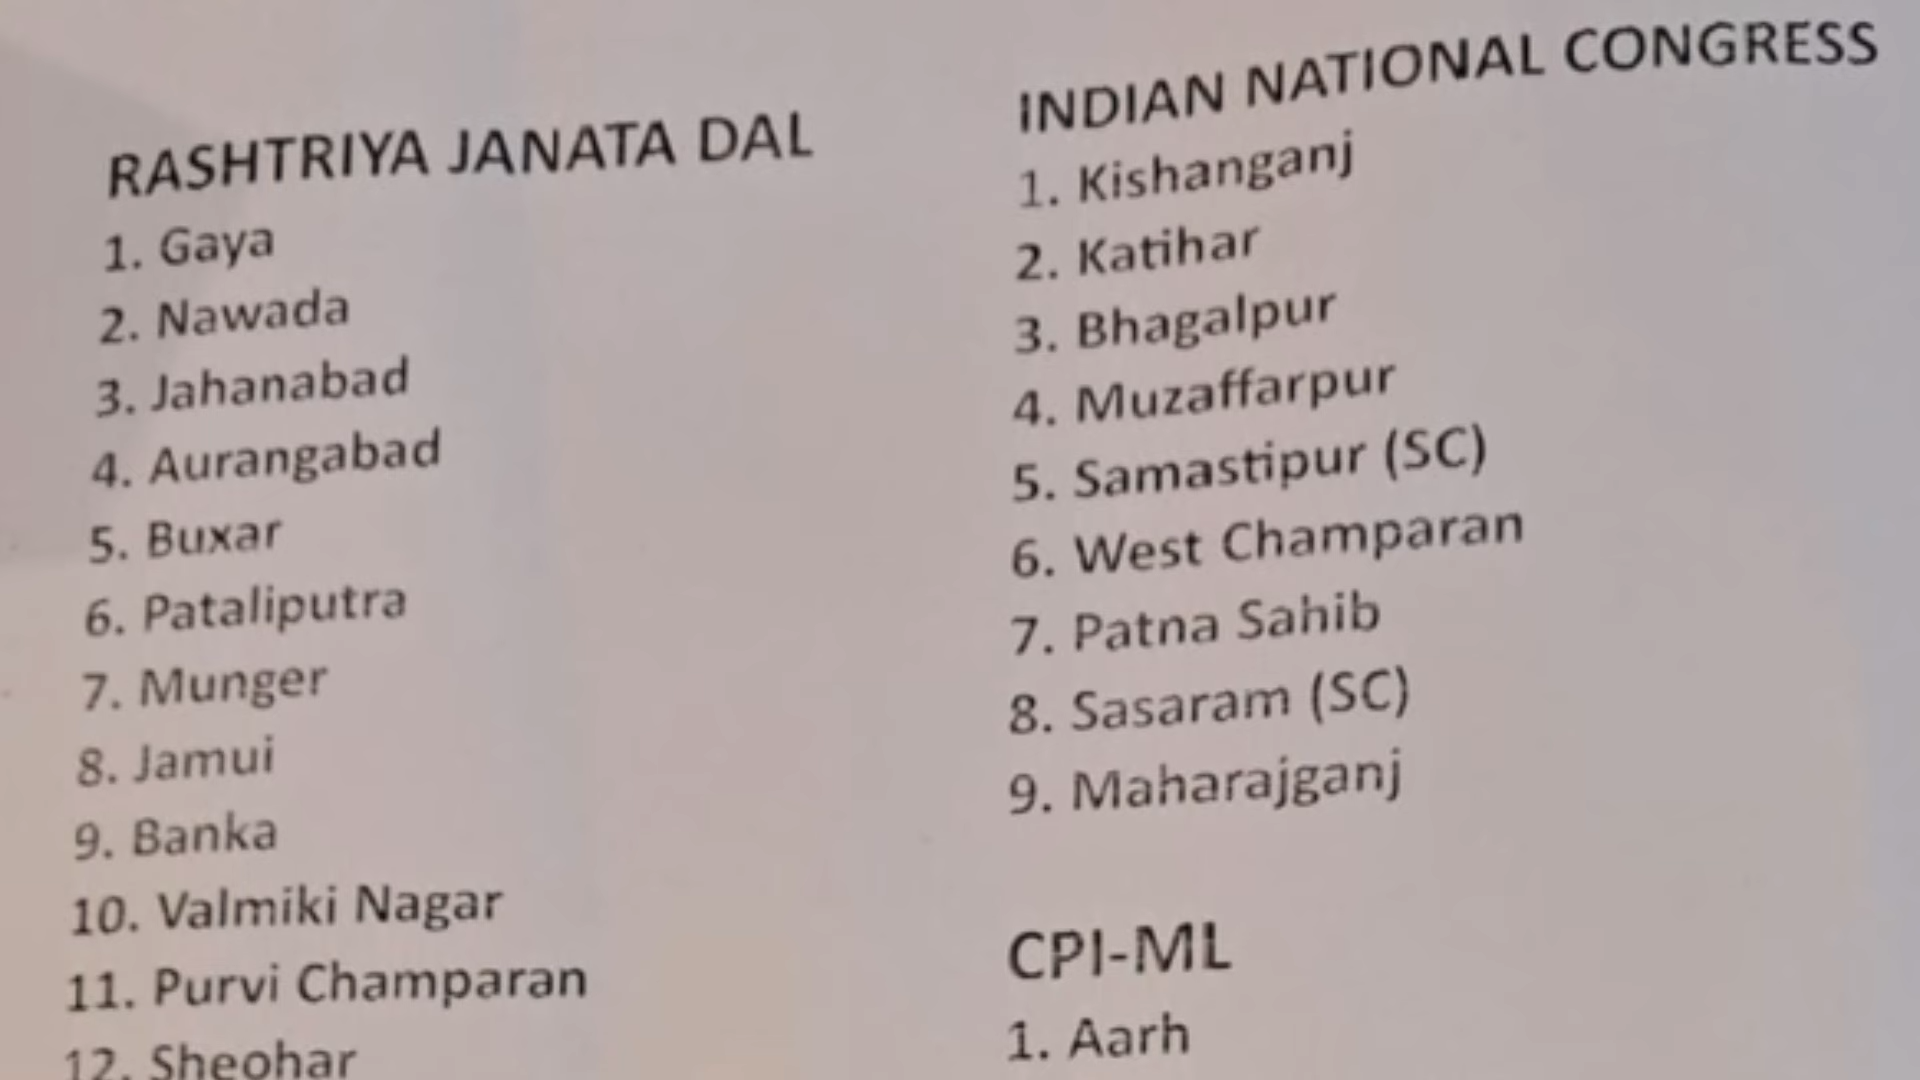 RASHTRIYA JANATA DAL
1. Gaya
2. Nawada
3. Jahanabad
4. Aurangabad
5. Buxar
6. Pataliputra
7. Munger
8. Jamui
9. Banka
10. Valmiki Nagar
11. Purvi Champaran
12. Sheohar
INDIAN NATIONAL CONGRESS
1. Kishanganj
2. Katihar
3. Bhagalpur
4. Muzaffarpur
5. Samastipur (SC)
6. West Champaran
7. Patna Sahib
8. Sasaram (SC)
9. Maharajganj
CPI-ML
1. Aarh